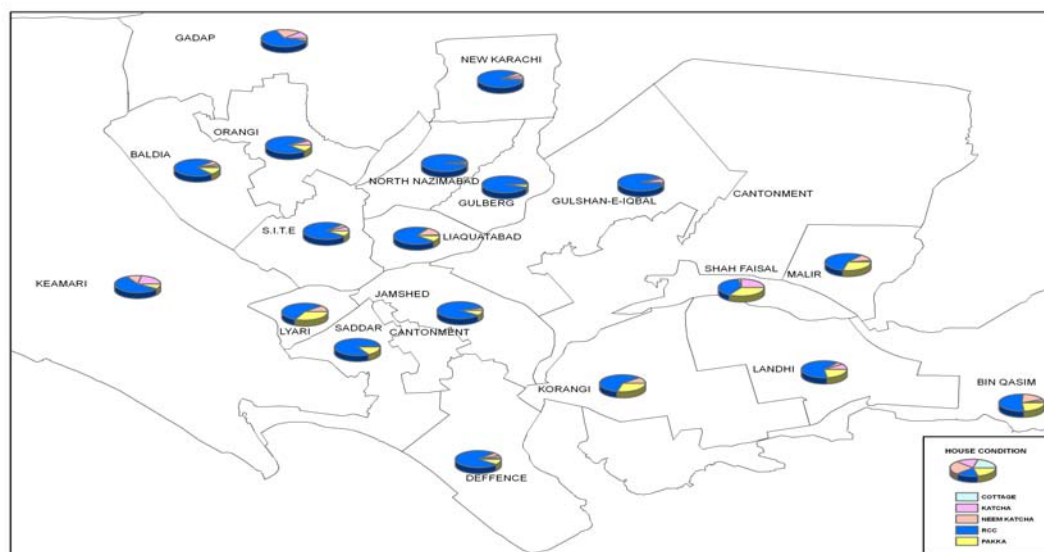 GADAP
NEW KARACHI
ORANGI
BALDIA
NORTH NAZIMABAD
GULBERG
GULSHAN-E-IQBAL
CANTONMENT
S.I.T.E
LIAQUATABAD
SHAH FAISAL
MALIR
KEAMARI
JAMSHED
LYARI
SADDAR
CANTONMENT
LANDHI
KORANGI
BIN QASIM
DEFFENCE
HOUSE CONDITION
COTTAGE
KATCHA
NEEM KATCHA
RCC
PAKKA